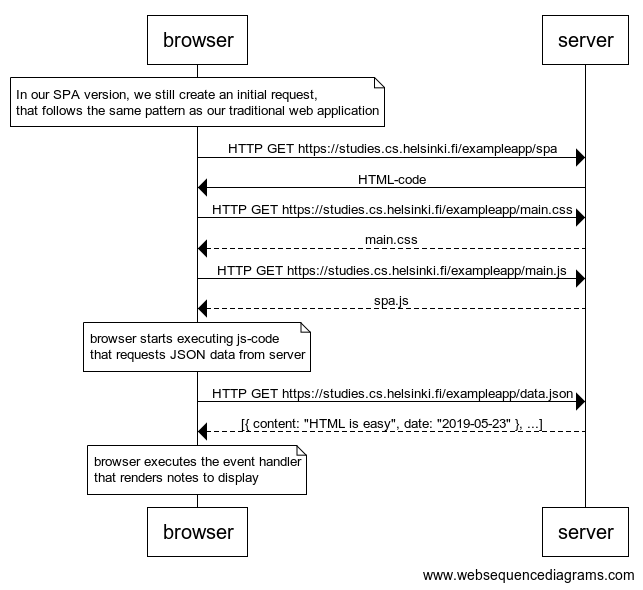 browser
server
In our SPA version, we still create an initial request,
that follows the same pattern as our traditional web application
HTTP GET https://studies.cs.helsinki.fi/exampleapp/spa
HTML-code
HTTP GET https://studies.cs.helsinki.fi/exampleapp/main.css
main.css
HTTP GET https://studies.cs.helsinki.fi/exampleapp/main.js
spa.js
browser starts executing js-code
that requests JSON data from server
HTTP GET https://studies.cs.helsinki.fi/exampleapp/data.json
[{ content: "HTML is easy", date: "2019-05-23" }, ...]
browser executes the event handler
that renders notes to display
browser
server
www.websequencediagrams.com